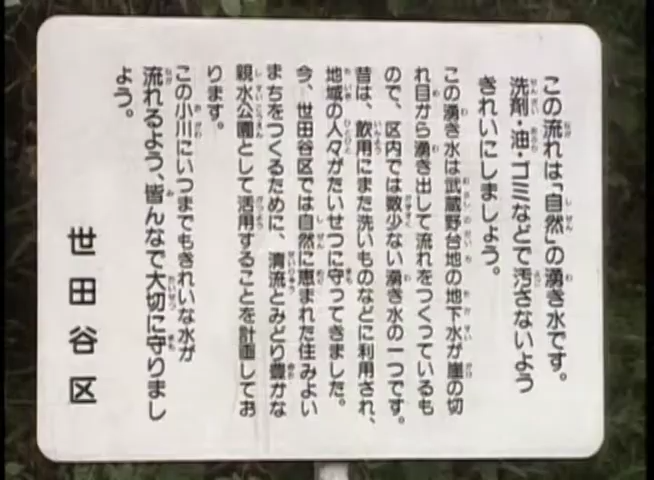 この流れは「自然」の湧き水です。
洗剤・油・ゴミなどで汚さないよう
きれいにしましょう。
この湧き水は武蔵野台地の地下水が崖の切
れ目から湧き出して流れをつくっているも
ので、区内では数少ない湧き水の一つです。
昔は、飲用にまた洗いものなどに利用され、
地域の人々がたいせつに守ってきました。
今、世田谷区では自然に恵まれた住みよい
まちをつくるために、清流とみどり豊かな
親水公園として活用することを計画してお
ります。
この小川にいつまでもきれいな水が
流れるよう、皆んなで大切に守りまし
ょう。
世田谷区